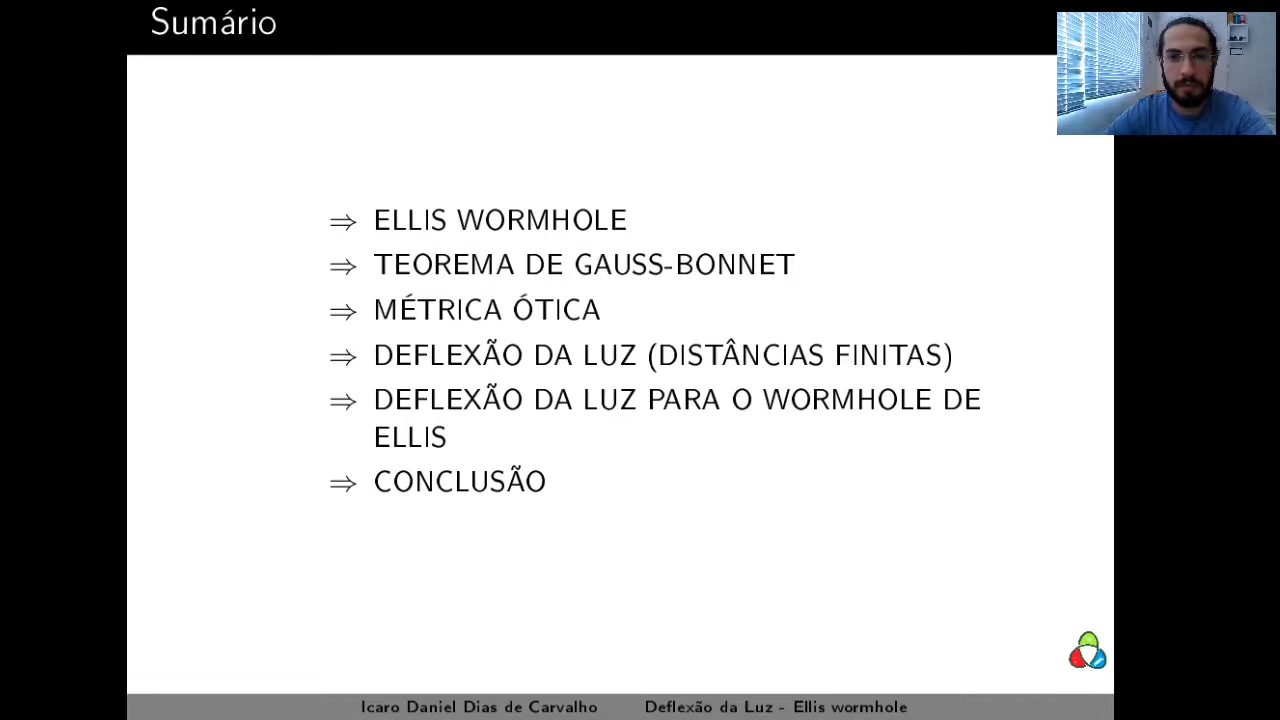 Sumário
⇒ ELLIS WORMHOLE
⇒ TEOREMA DE GAUSS-BONNET
⇒ MÉTRICA ÓTICA
⇒ DEFLEXÃO DA LUZ (DISTÂNCIAS FINITAS)
⇒ DEFLEXÃO DA LUZ PARA O WORMHOLE DE
ELLIS
⇒ CONCLUSÃO
Icaro Daniel Dias de Carvalho Deflexão da Luz - Ellis wormhole